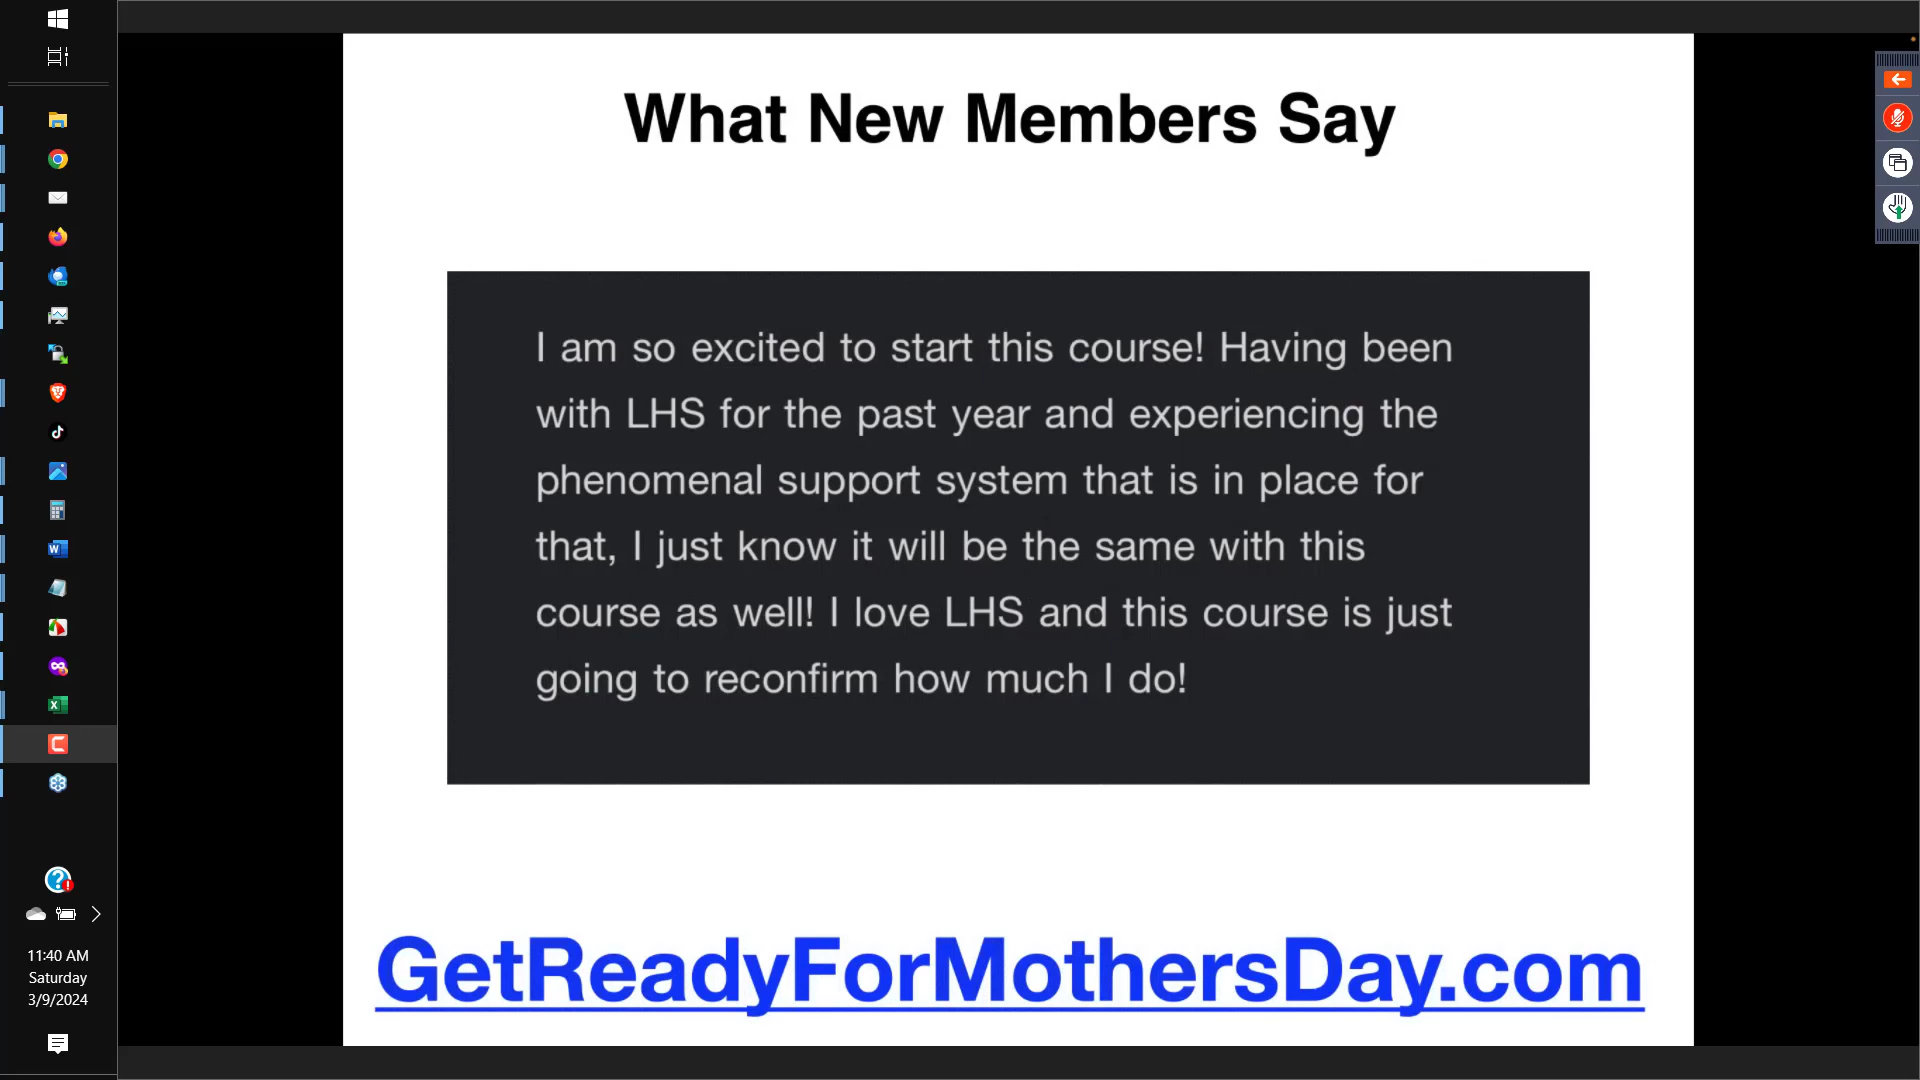 What New Members Say
I am so excited to start this course! Having been
with LHS for the past year and experiencing the
phenomenal support system that is in place for
that, I just know it will be the same with this
course as well! I love LHS and this course is just
going to reconfirm how much I do!
GetReadyForMothersDay.com
11:40 AM
Saturday
3/9/2024